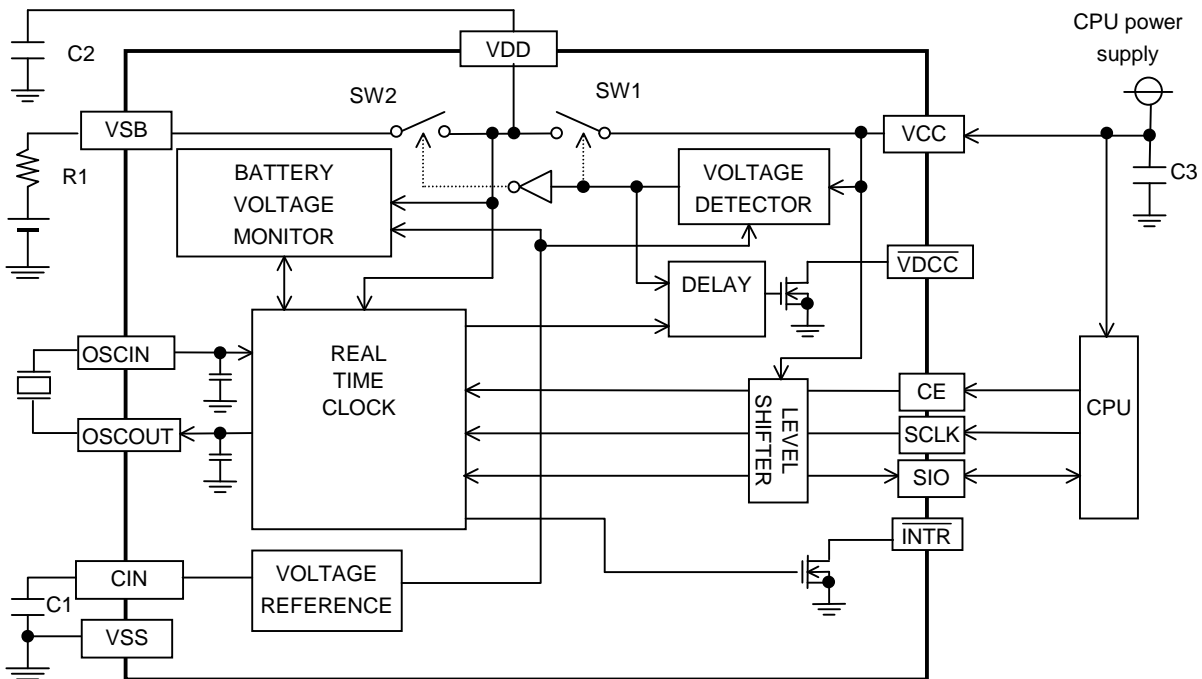 CPU power
supply
C2
VDD
SW2
SW1
VSB
VCC
R1
BATTERY
VOLTAGE
MONITOR
VOLTAGE
DETECTOR
C3
VDCC
DELAY
OSCIN
REAL
TIME
CLOCK
OSCOUT
LEVEL
SHIFTER
CE
SCLK
SIO
CPU
INTR
CIN
VOLTAGE
REFERENCE
C1
VSS